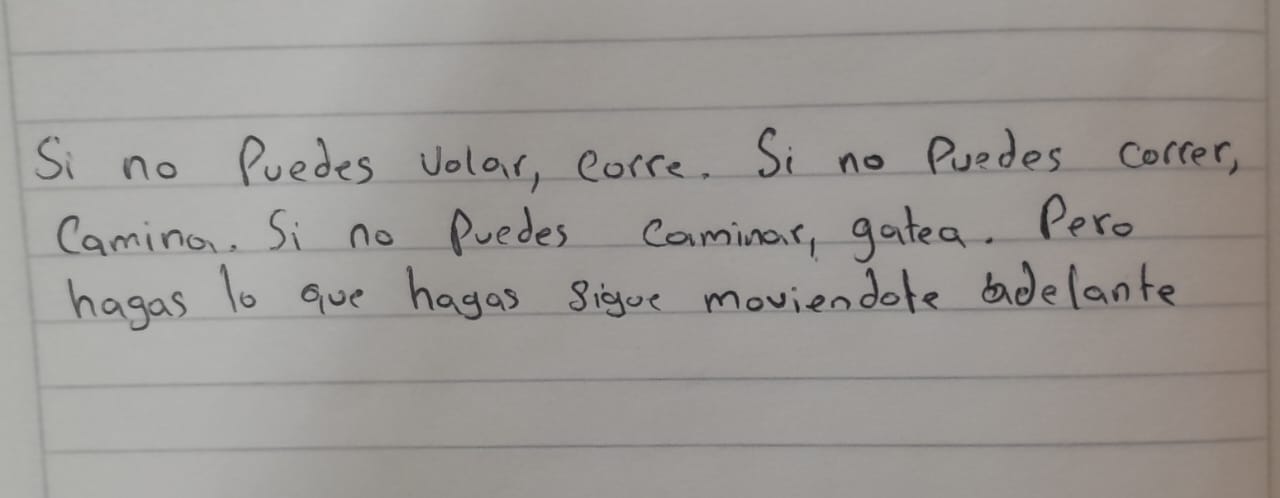 Si no Puedes volar, corre. Si no Puedes correr,
Camina. Si no Puedes caminar, gatea. Pero
hagas lo que hagas sigue moviendote adelante